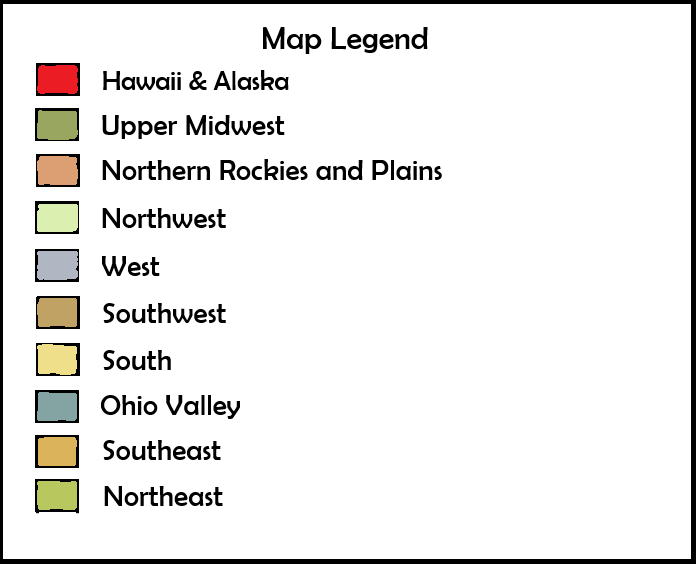 Map Legend
Hawaii & Alaska
Upper Midwest
Northern Rockies and Plains
Northwest
West
Southwest
South
Ohio Valley
Southeast
Northeast